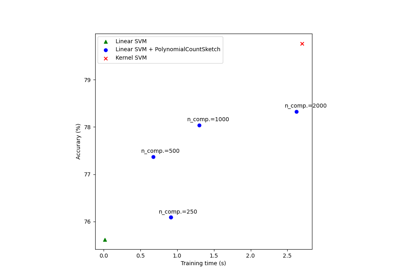 Linear SVM
Linear SVM + PolynomialCountSketch
Kernel SVM
n_comp.=2000
n_comp.=1000
n_comp.=500
n_comp.=250
79
78
77
76
Accurary (%)
0.0 0.5 1.0 1.5 2.0 2.5
Training time (s)